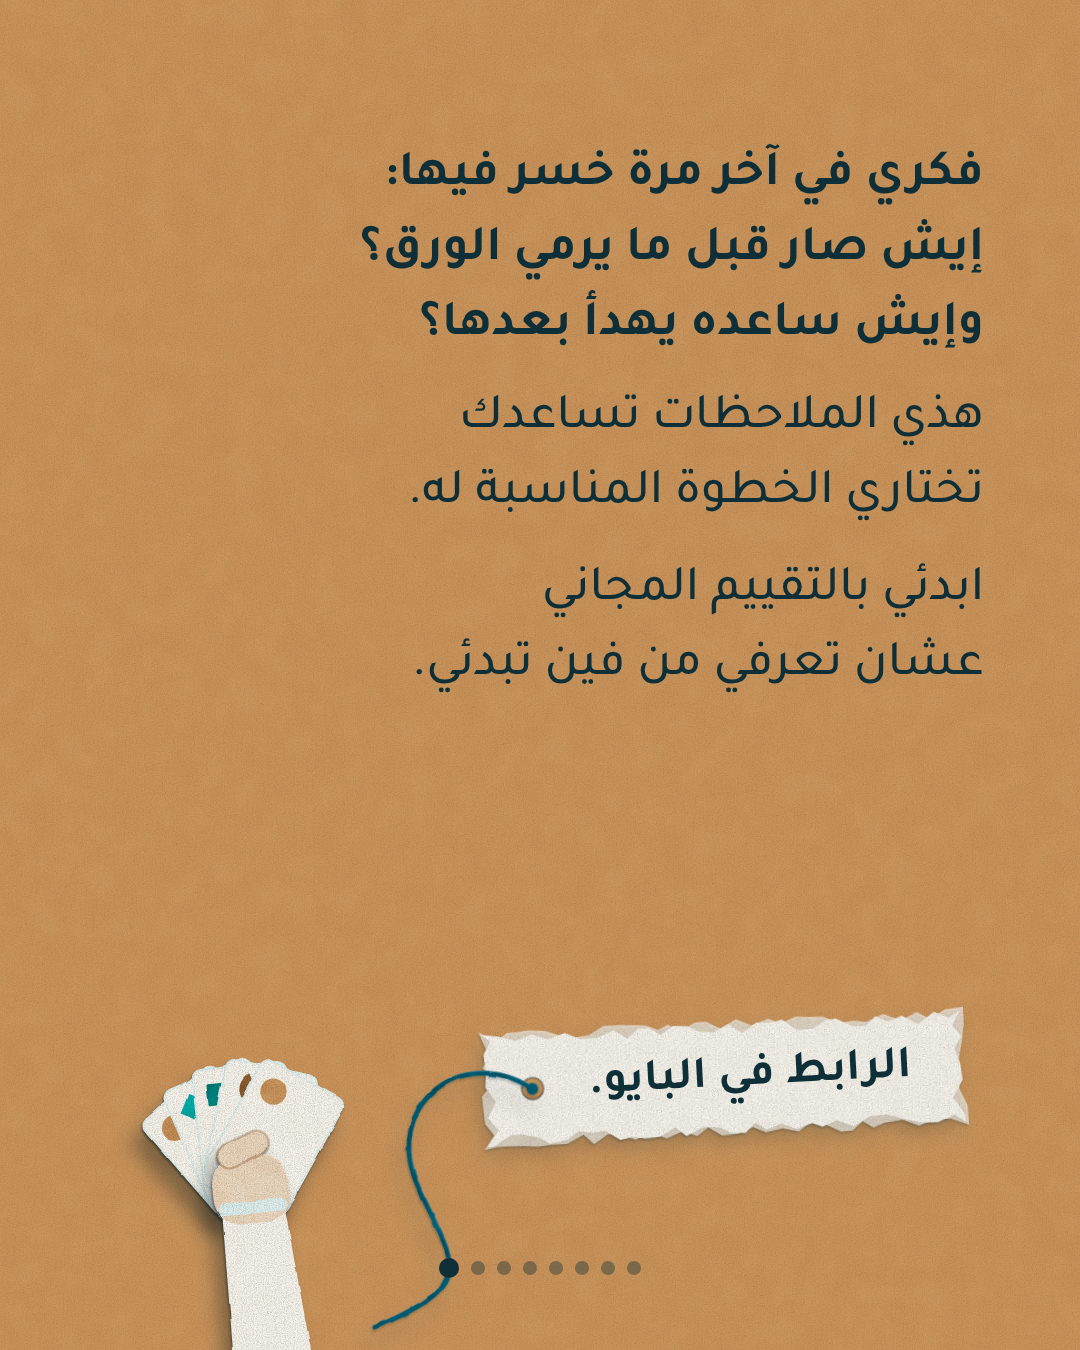 فكري في آخر مرة خسر فيها:
إيش صار قبل ما يرمي الورق؟
وإيش ساعده يهدأ بعدها؟
هذي الملاحظات تساعدك
تختاري الخطوة المناسبة له.
ابدئي بالتقييم المجاني
عشان تعرفي من فين تبدئي.
الرابط في البايو.